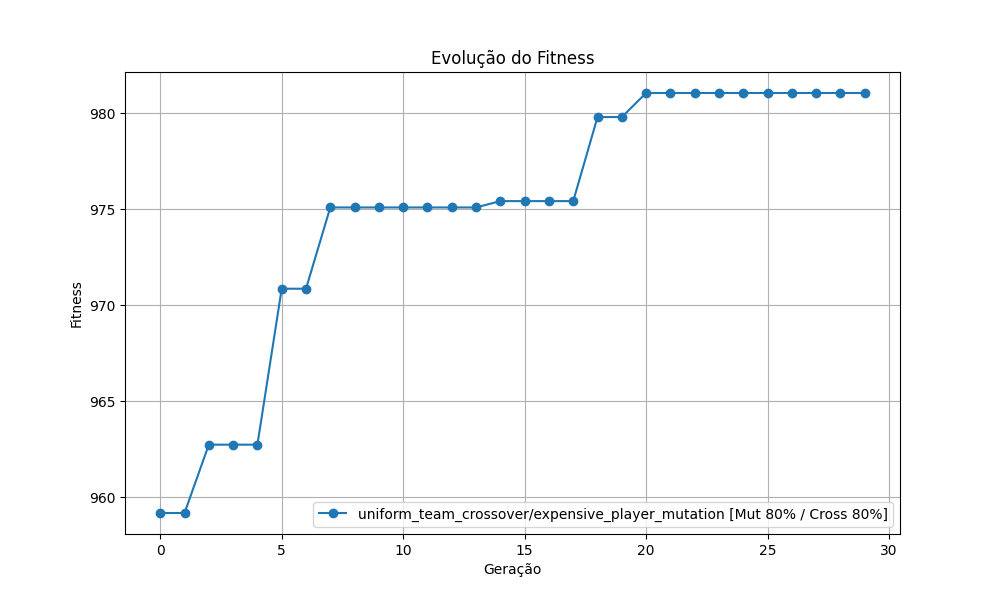 Evolução do Fitness
Fitness
980
975
970
965
960
uniform_team_crossover/expensive_player_mutation [Mut 80% / Cross 80%]
0 5 10 15 20 25 30
Geração